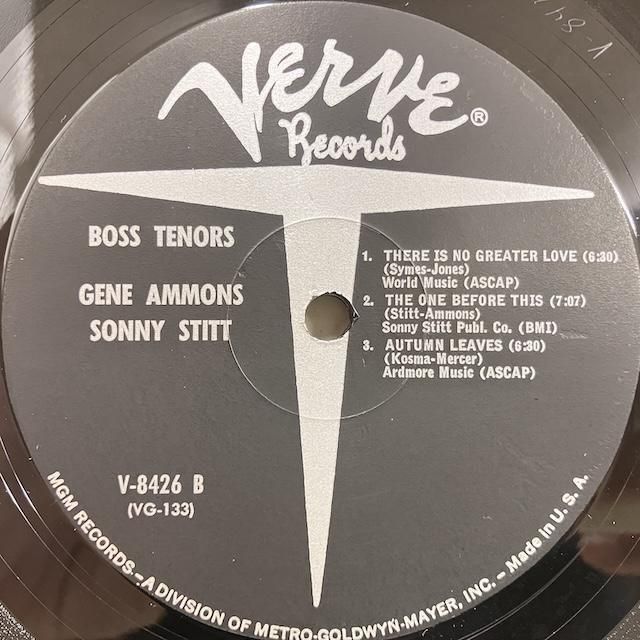 VERVE®
Records
BOSS TENORS
GENE AMMONS
SONNY STITT
1. THERE IS NO GREATER LOVE (6:30)
(Symes-Jones)
World Music (ASCAP)
2. THE ONE BEFORE THIS (7:07)
(Stitt-Ammons)
Sonny Stitt Publ. Co. (BMI)
3. AUTUMN LEAVES (6:30)
(Kosma-Mercer)
Ardmore Music (ASCAP)
V-8426 B
(VG-133)
MGM RECORDS–A DIVISION OF METRO-GOLDWYN-MAYER, INC. – Made in U. S. A.